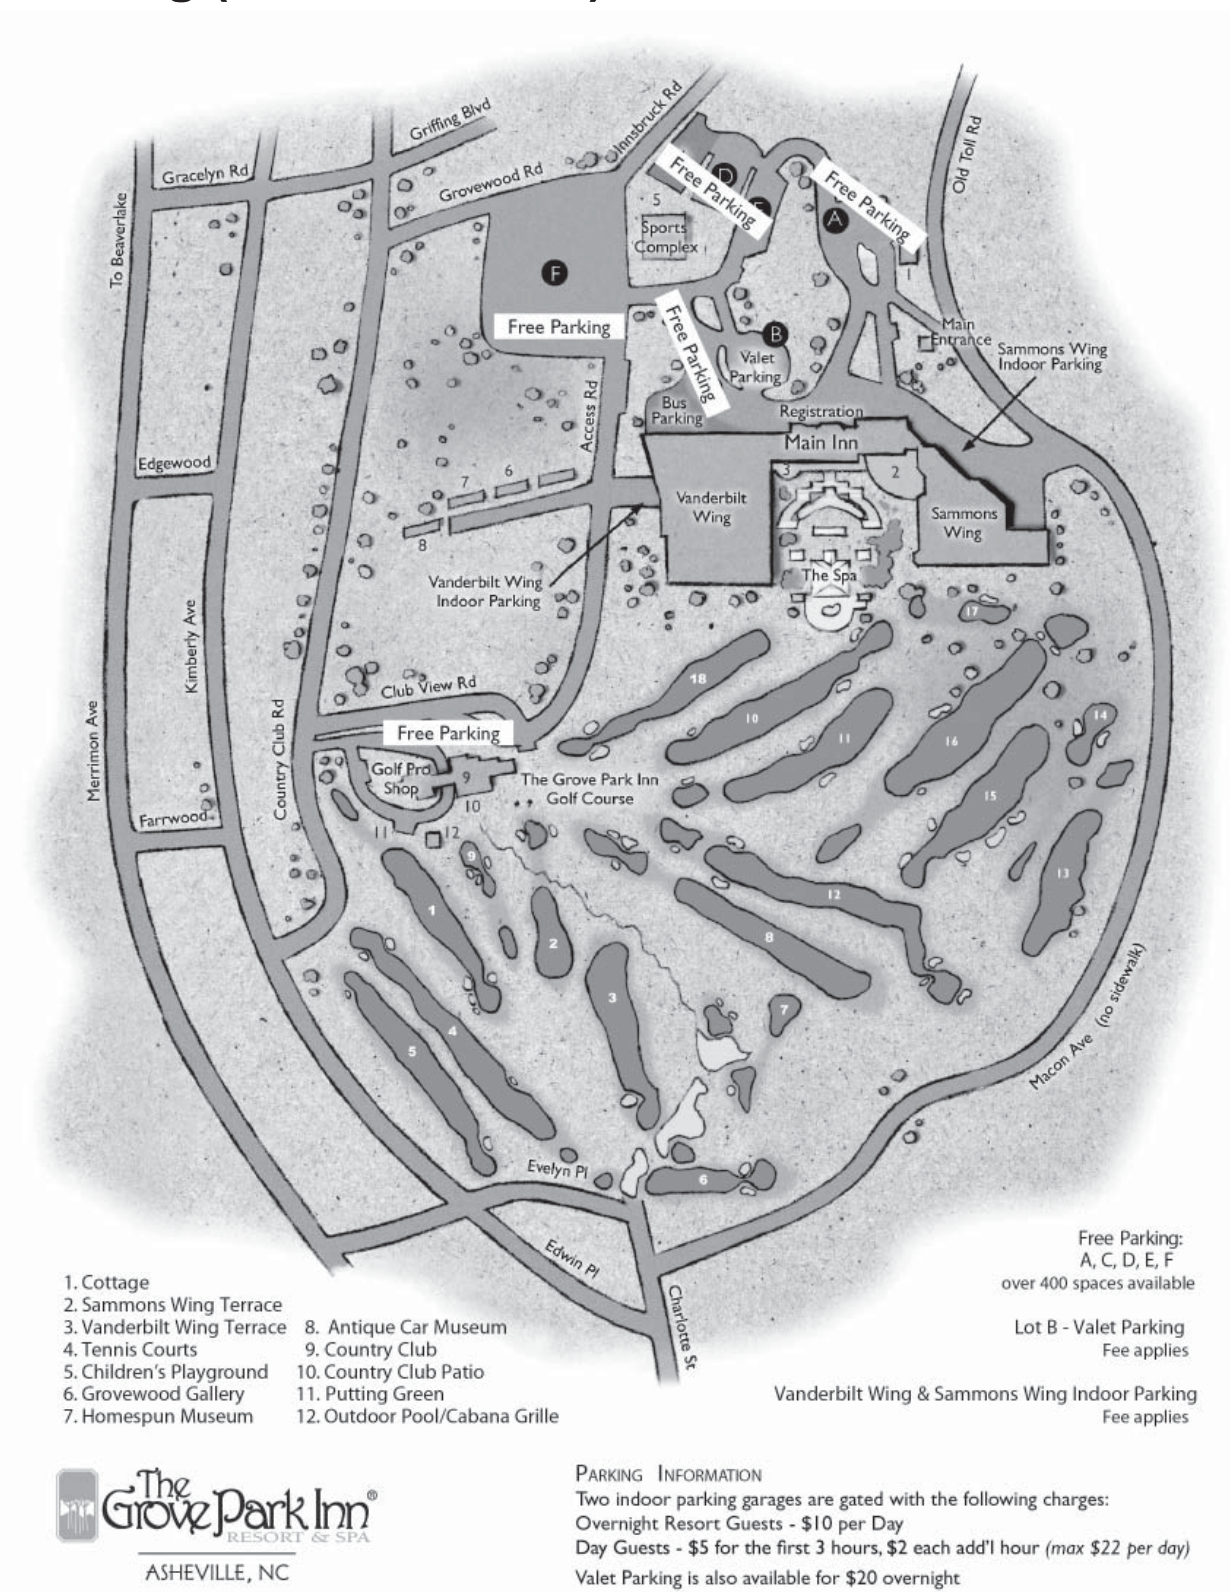 Griffing Blvd
Innsbruck Rd
Gracelyn Rd
Grovewood Rd
Old Toll Rd
To Beaverlake
D
Free Parking
E
Free Parking
A
5
Sports
Complex
1
F
Free Parking
Free Parking
B
Valet
Parking
Main
Entrance
Sammons Wing
Indoor Parking
Bus
Parking
Registration
Access Rd
Main Inn
Edgewood
3
2
7
6
8
Vanderbilt
Wing
Sammons
Wing
The Spa
Vanderbilt Wing
Indoor Parking
Kimberly Ave
17
Club View Rd
18
10
11
16
14
15
Merrimon Ave
Country Club Rd
Free Parking
Golf Pro
Shop
9
10
The Grove Park Inn
Golf Course
Farrwood
11
12
9
1
2
12
13
8
3
7
4
5
Macon Ave (no sidewalk)
Evelyn Pl
6
Edwin Pl
Charlotte St
Free Parking:
A, C, D, E, F
over 400 spaces available
Lot B - Valet Parking
Fee applies
Vanderbilt Wing & Sammons Wing Indoor Parking
Fee applies
1. Cottage
2. Sammons Wing Terrace
3. Vanderbilt Wing Terrace
4. Tennis Courts
5. Children's Playground
6. Grovewood Gallery
7. Homespun Museum
8. Antique Car Museum
9. Country Club
10. Country Club Patio
11. Putting Green
12. Outdoor Pool/Cabana Grille
The
Grove Park Inn®
RESORT & SPA
ASHEVILLE, NC
PARKING INFORMATION
Two indoor parking garages are gated with the following charges:
Overnight Resort Guests - $10 per Day
Day Guests - $5 for the first 3 hours, $2 each add'l hour (max $22 per day)
Valet Parking is also available for $20 overnight